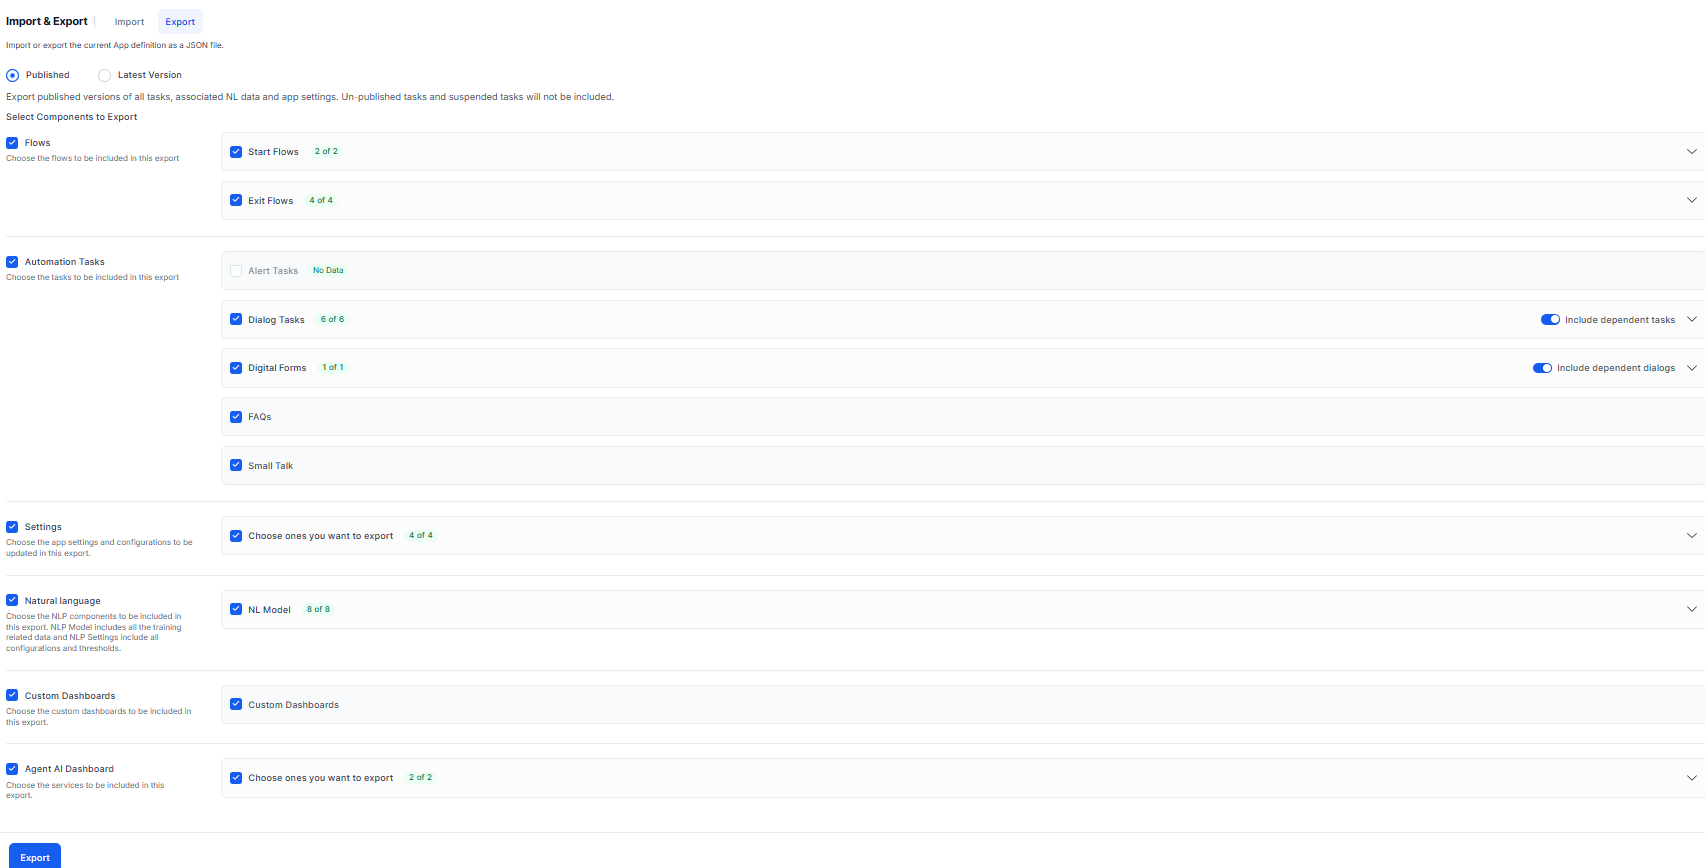 Import & Export
Import
Export
Import or export the current App definition as a JSON file.
Published
Latest Version
Export published versions of all tasks, associated NL data and app settings. Un-published tasks and suspended tasks will not be included.
Select Components to Export
Flows
Choose the flows to be included in this export
Start Flows
2 of 2
Exit Flows
4 of 4
Automation Tasks
Choose the tasks to be included in this export
Alert Tasks
No Data
Dialog Tasks
6 of 6
Include dependent tasks
Digital Forms
1 of 1
Include dependent dialogs
FAQs
Small Talk
Settings
Choose the app settings and configurations to be
updated in this export.
Choose ones you want to export
4 of 4
Natural language
Choose the NLP components to be included in
this export. NLP Model includes all the training
related data and NLP Settings include all
configurations and thresholds.
NL Model
8 of 8
Custom Dashboards
Choose the custom dashboards to be included in
this export.
Custom Dashboards
Agent AI Dashboard
Choose the services to be included in this
export.
Choose ones you want to export
2 of 2
Export